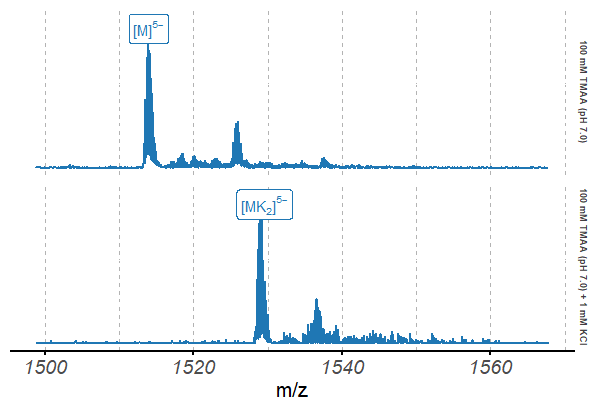 [M]⁵⁻
100 mM TMAA (pH 7.0)
[MK₂]⁵⁻
100 mM TMAA (pH 7.0) + 1 mM KCl
1500 1520 1540 1560
m/z